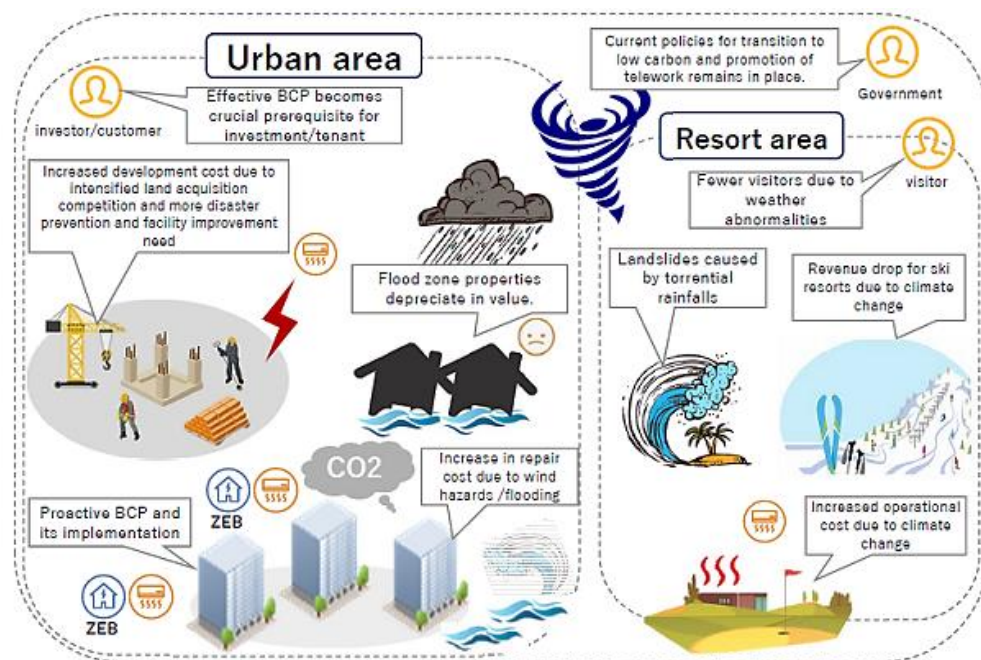 Urban area
investor/customer
Effective BCP becomes
crucial prerequisite for
investment/tenant
Increased development cost due to
intensified land acquisition
competition and more disaster
prevention and facility improvement
need
Flood zone properties
depreciate in value.
CO2
Increase in repair
cost due to wind
hazards /flooding
ZEB
Proactive BCP and
its implementation
ZEB
Current policies for transition to
low carbon and promotion of
telework remains in place.
Government
Resort area
visitor
Fewer visitors due to
weather
abnormalities
Landslides caused
by torrential
rainfalls
Revenue drop for ski
resorts due to climate
change
Increased operational
cost due to climate
change